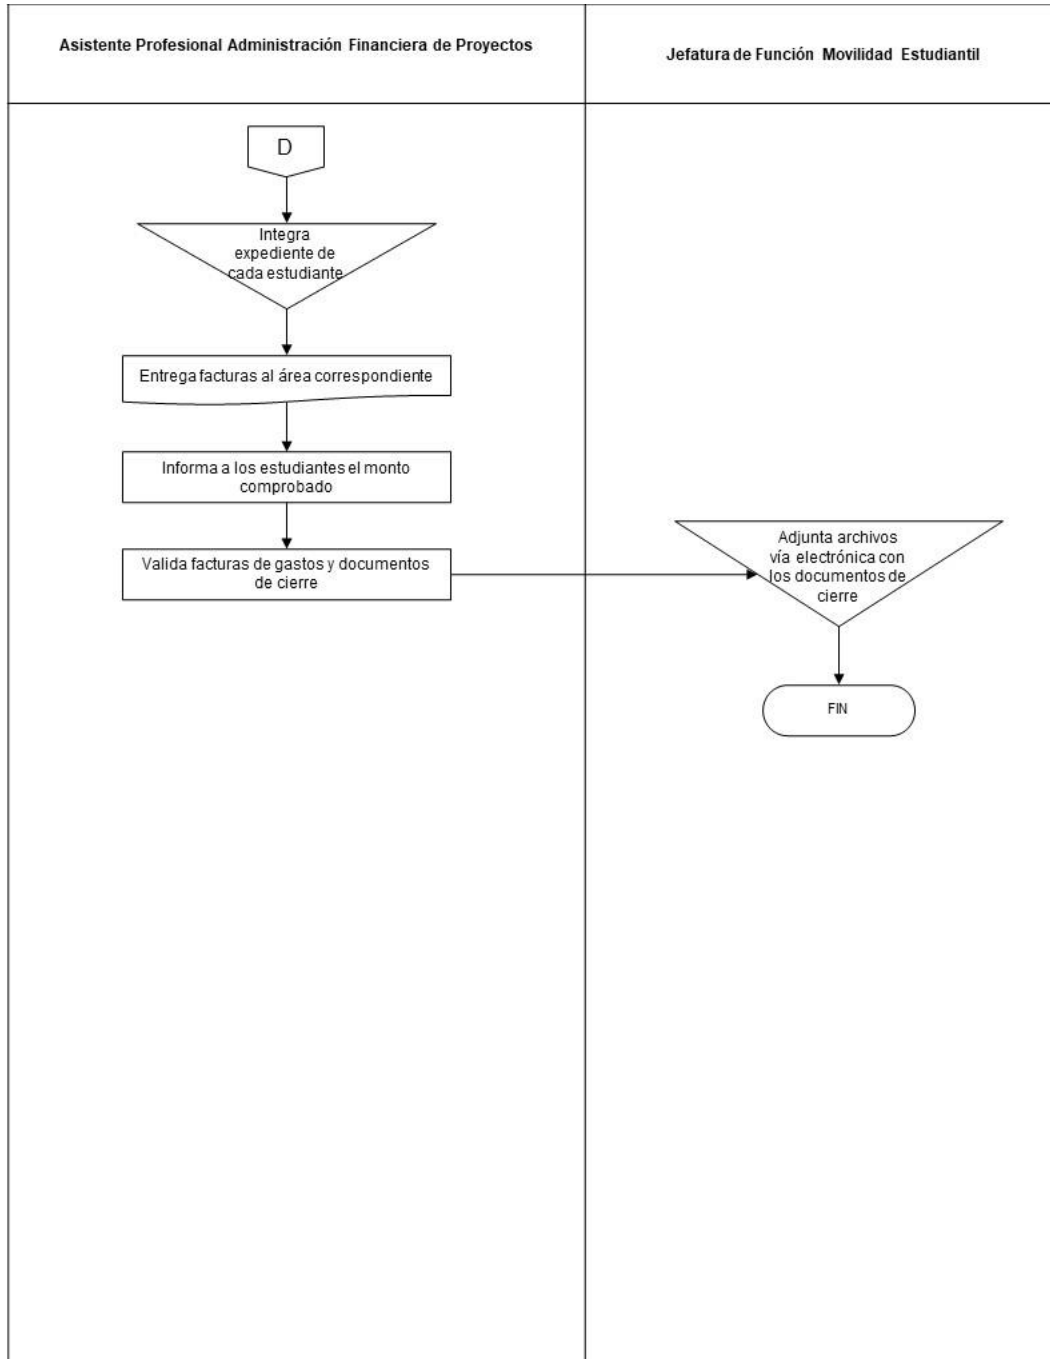 Asistente Profesional Administración Financiera de Proyectos
Jefatura de Función Movilidad Estudiantil
D
Integra
expediente de
cada estudiante
Entrega facturas al área correspondiente
Informa a los estudiantes el monto
comprobado
Valida facturas de gastos y documentos
de cierre
Adjunta archivos
vía electrónica con
los documentos de
cierre
FIN